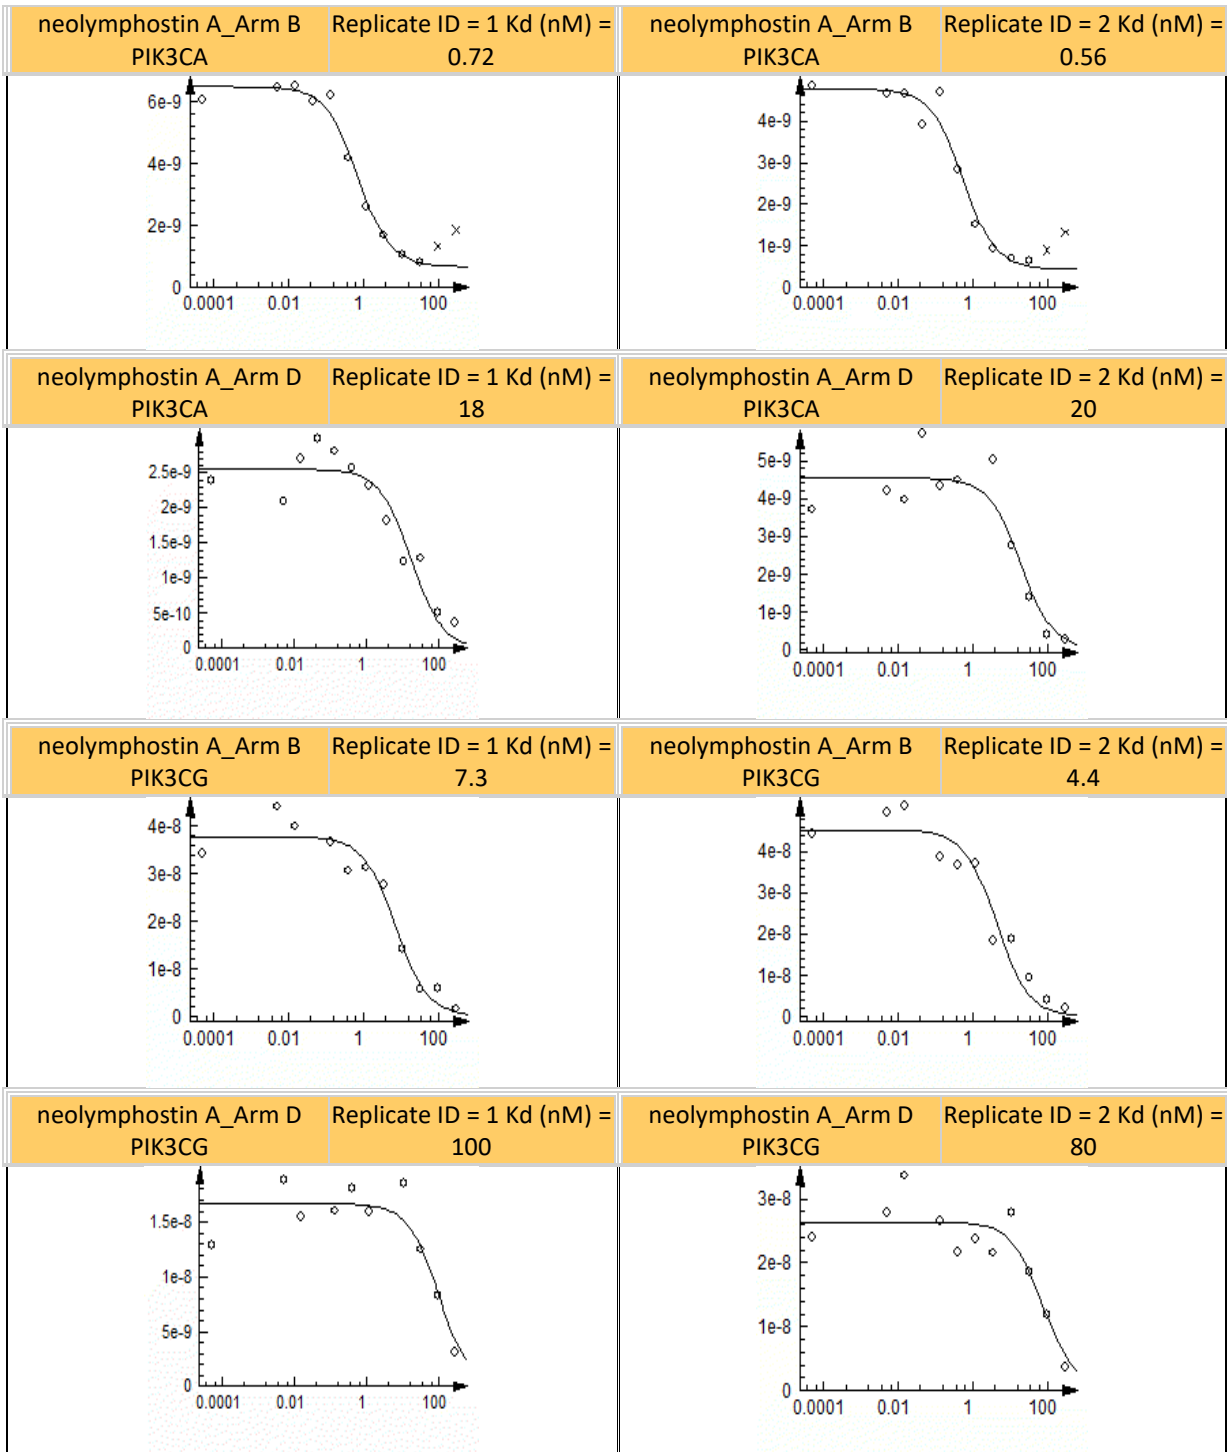 neolymphostin A_Arm B
PIK3CA
Replicate ID = 1 Kd (nM) =
0.72
neolymphostin A_Arm B
PIK3CA
Replicate ID = 2 Kd (nM) =
0.56
6e-9
4e-9
2e-9
0
0.0001 0.01 1 100
4e-9
3e-9
2e-9
1e-9
0
0.0001 0.01 1 100
neolymphostin A_Arm D
PIK3CA
Replicate ID = 1 Kd (nM) =
18
neolymphostin A_Arm D
PIK3CA
Replicate ID = 2 Kd (nM) =
20
2.5e-9
2e-9
1.5e-9
1e-9
5e-10
0
0.0001 0.01 1 100
5e-9
4e-9
3e-9
2e-9
1e-9
0
0.0001 0.01 1 100
neolymphostin A_Arm B
PIK3CG
Replicate ID = 1 Kd (nM) =
7.3
neolymphostin A_Arm B
PIK3CG
Replicate ID = 2 Kd (nM) =
4.4
4e-8
3e-8
2e-8
1e-8
0
0.0001 0.01 1 100
4e-8
3e-8
2e-8
1e-8
0
0.0001 0.01 1 100
neolymphostin A_Arm D
PIK3CG
Replicate ID = 1 Kd (nM) =
100
neolymphostin A_Arm D
PIK3CG
Replicate ID = 2 Kd (nM) =
80
1.5e-8
1e-8
5e-9
0
0.0001 0.01 1 100
3e-8
2e-8
1e-8
0
0.0001 0.01 1 100